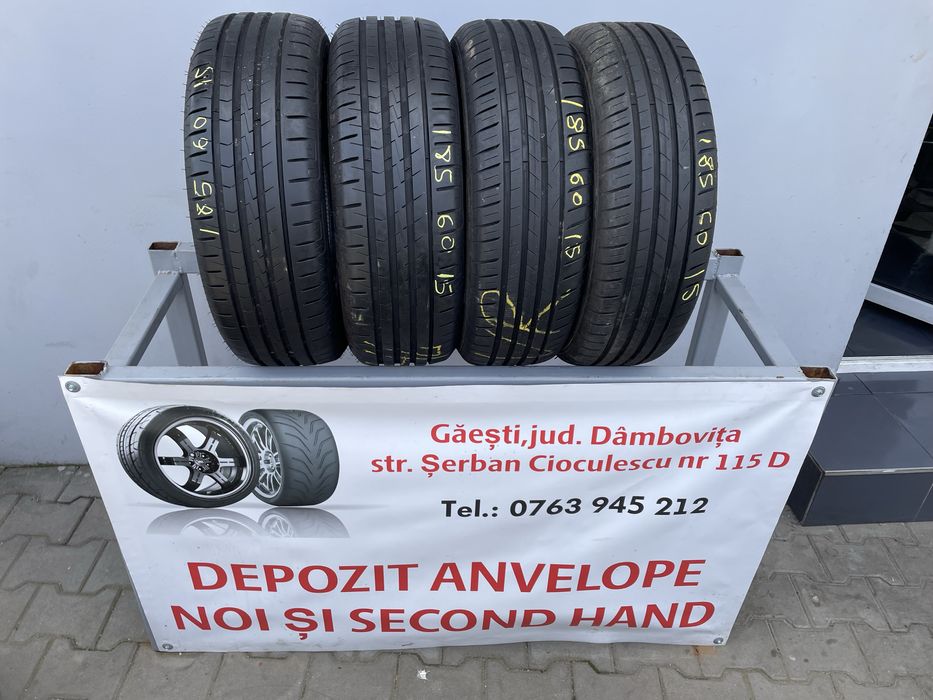 185 60 15
185 60 15
185 60 15
185 60 15
Găești,jud. Dâmbovița
str. Șerban Cioculescu nr 115 D
Tel.: 0763 945 212
DEPOZIT ANVELOPE
NOI ȘI SECOND HAND